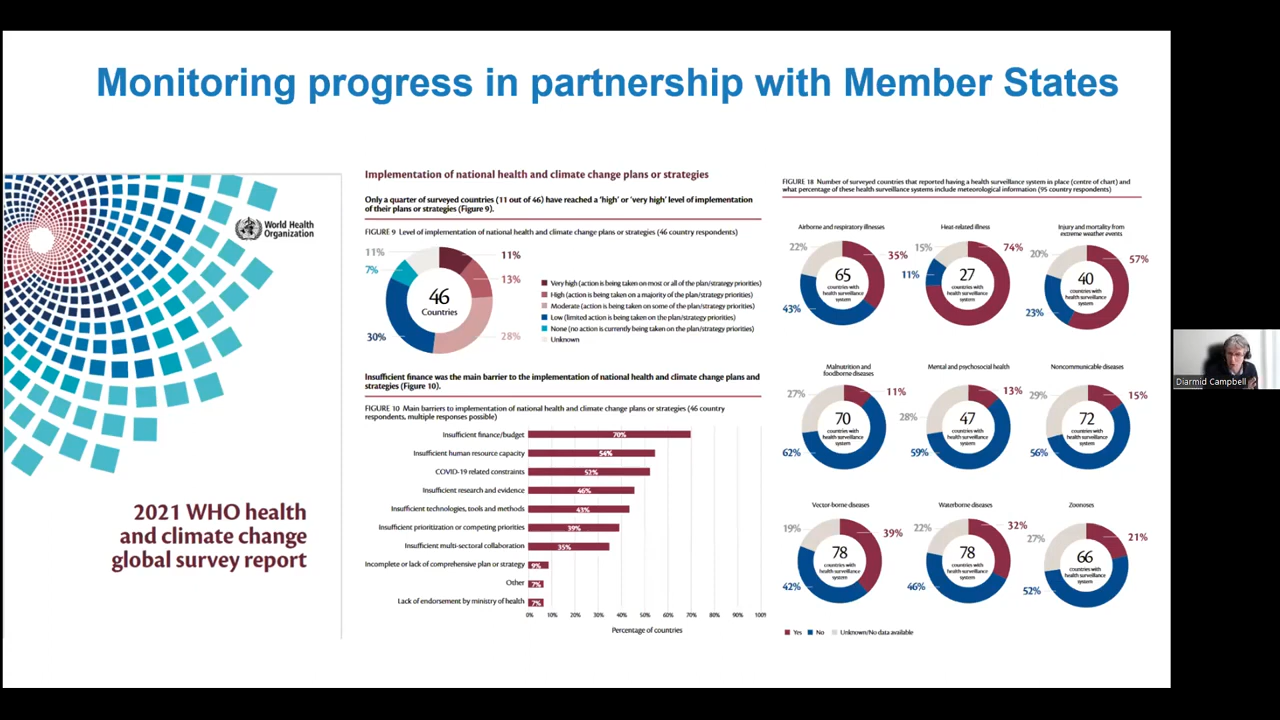 Monitoring progress in partnership with Member States
World Health
Organization
2021 WHO health
and climate change
global survey report
Implementation of national health and climate change plans or strategies
Only a quarter of surveyed countries (11 out of 46) have reached a 'high' or 'very high' level of implementation
of their plans or strategies (Figure 9).
FIGURE 9 Level of implementation of national health and climate change plans or strategies (46 country respondents)
11%
11%
7%
13%
46
Countries
30%
28%
Very high (action is being taken on most or all of the plan/strategy priorities)
High (action is being taken on a majority of the plan/strategy priorities)
Moderate (action is being taken on some of the plan/strategy priorities)
Low (limited action is being taken on the plan/strategy priorities)
None (no action is currently being taken on the plan/strategy priorities)
Unknown
Insufficient finance was the main barrier to the implementation of national health and climate change plans and
strategies (Figure 10).
FIGURE 10 Main barriers to implementation of national health and climate change plans or strategies (46 country
respondents, multiple responses possible)
Insufficient finance/budget 70%
Insufficient human resource capacity 54%
COVID-19 related constraints 52%
Insufficient research and evidence 46%
Insufficient technologies, tools and methods 43%
Insufficient prioritization or competing priorities 39%
Insufficient multi-sectoral collaboration 35%
Incomplete or lack of comprehensive plan or strategy 9%
Other 7%
Lack of endorsement by ministry of health 7%
0% 10% 20% 30% 40% 50% 60% 70% 80% 90% 100%
Percentage of countries
FIGURE 18 Number of surveyed countries that reported having a health surveillance system in place (centre of chart) and
what percentage of these health surveillance systems include meteorological information (95 country respondents)
Airborne and respiratory illnesses
22%
35%
65
countries with
health surveillance
system
43%
Heat-related illness
15%
74%
11%
27
countries with
health surveillance
system
Injury and mortality from
extreme weather events
20%
57%
40
countries with
health surveillance
system
23%
Malnutrition and
foodborne diseases
27%
11%
70
countries with
health surveillance
system
62%
Mental and psychosocial health
13%
28%
47
countries with
health surveillance
system
59%
Noncommunicable diseases
29%
15%
72
countries with
health surveillance
system
56%
Vector-borne diseases
19%
39%
78
countries with
health surveillance
system
42%
Waterborne diseases
22%
32%
78
countries with
health surveillance
system
46%
Zoonoses
27%
21%
66
countries with
health surveillance
system
52%
Yes No Unknown/No data available
Diarmid Campbell